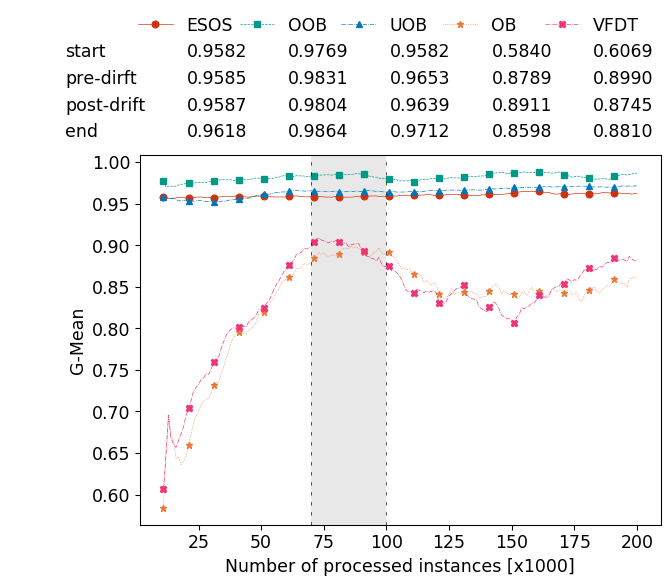 ESOS OOB UOB OB VFDT
start 0.9582 0.9769 0.9582 0.5840 0.6069
pre-dirft 0.9585 0.9831 0.9653 0.8789 0.8990
post-drift 0.9587 0.9804 0.9639 0.8911 0.8745
end 0.9618 0.9864 0.9712 0.8598 0.8810
1.00
0.95
0.90
0.85
0.80
0.75
0.70
0.65
0.60
G-Mean
25 50 75 100 125 150 175 200
Number of processed instances [x1000]